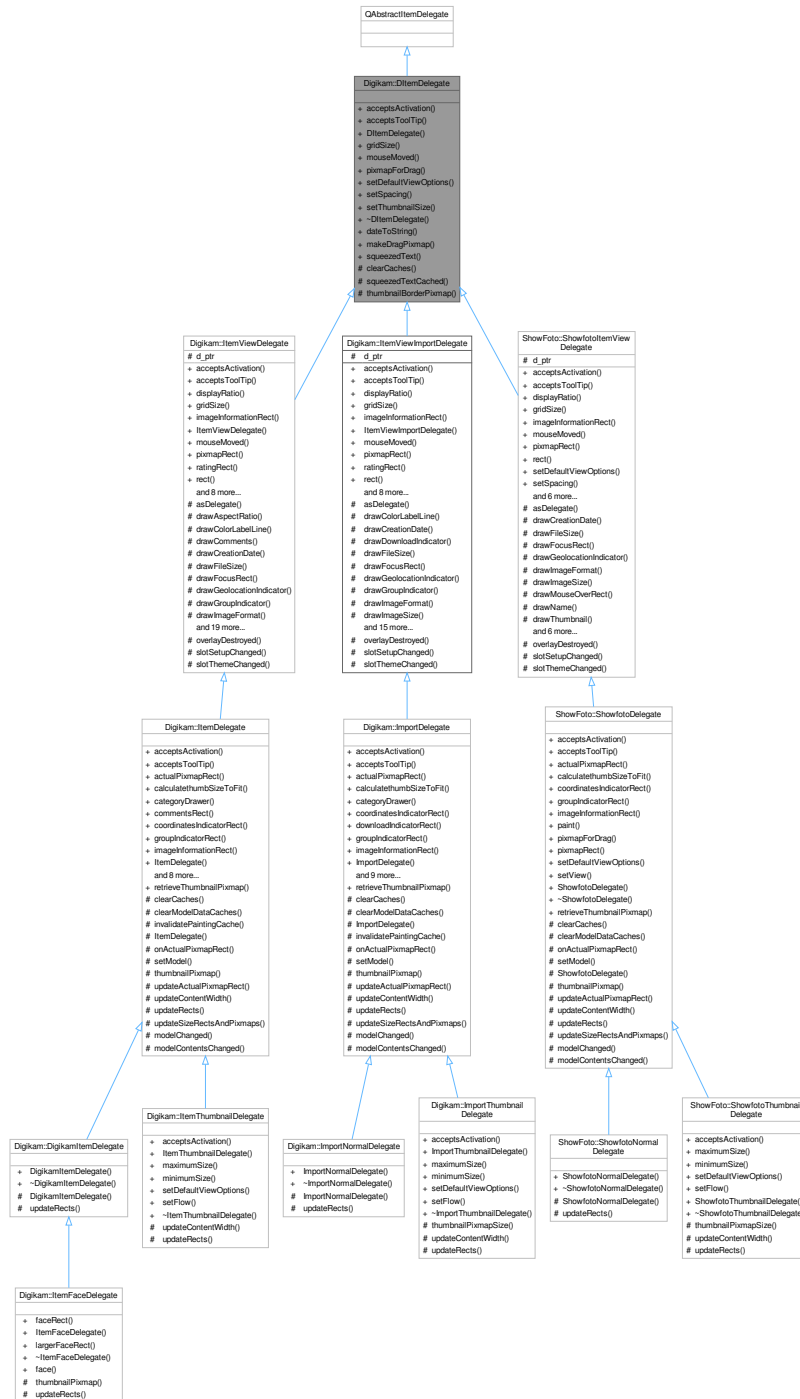 QAbstractItemDelegate
Digikam::DItemDelegate
+ acceptsActivation()
+ acceptsToolTip()
+ DItemDelegate()
+ gridSize()
+ mouseMoved()
+ pixmapForDrag()
+ setDefaultViewOptions()
+ setSpacing()
+ setThumbnailSize()
+ ~DItemDelegate()
+ dateToString()
+ makeDragPixmap()
+ squeezedText()
# clearCaches()
# squeezedTextCached()
# thumbnailBorderPixmap()
Digikam::ItemViewDelegate
# d_ptr
+ acceptsActivation()
+ acceptsToolTip()
+ displayRatio()
+ gridSize()
+ imageInformationRect()
+ ItemViewDelegate()
+ mouseMoved()
+ pixmapRect()
+ ratingRect()
+ rect()
and 8 more...
# asDelegate()
# drawAspectRatio()
# drawColorLabelLine()
# drawComments()
# drawCreationDate()
# drawFileSize()
# drawFocusRect()
# drawGeolocationIndicator()
# drawGroupIndicator()
# drawImageFormat()
and 19 more...
# overlayDestroyed()
# slotSetupChanged()
# slotThemeChanged()
Digikam::ItemViewImportDelegate
# d_ptr
+ acceptsActivation()
+ acceptsToolTip()
+ displayRatio()
+ gridSize()
+ imageInformationRect()
+ ItemViewImportDelegate()
+ mouseMoved()
+ pixmapRect()
+ ratingRect()
+ rect()
and 8 more...
# asDelegate()
# drawColorLabelLine()
# drawCreationDate()
# drawDownloadIndicator()
# drawFileSize()
# drawFocusRect()
# drawGeolocationIndicator()
# drawGroupIndicator()
# drawImageFormat()
# drawImageSize()
and 15 more...
# overlayDestroyed()
# slotSetupChanged()
# slotThemeChanged()
ShowFoto::ShowfotoItemView
Delegate
# d_ptr
+ acceptsActivation()
+ acceptsToolTip()
+ displayRatio()
+ gridSize()
+ imageInformationRect()
+ mouseMoved()
+ pixmapRect()
+ rect()
+ setDefaultViewOptions()
+ setSpacing()
and 6 more...
# asDelegate()
# drawCreationDate()
# drawFileSize()
# drawFocusRect()
# drawGeolocationIndicator()
# drawImageFormat()
# drawImageSize()
# drawMouseOverRect()
# drawName()
# drawThumbnail()
and 6 more...
# overlayDestroyed()
# slotSetupChanged()
# slotThemeChanged()
Digikam::ItemDelegate
+ acceptsActivation()
+ acceptsToolTip()
+ actualPixmapRect()
+ calculatethumbSizeToFit()
+ categoryDrawer()
+ commentsRect()
+ coordinatesIndicatorRect()
+ groupIndicatorRect()
+ imageInformationRect()
+ ItemDelegate()
and 8 more...
+ retrieveThumbnailPixmap()
# clearCaches()
# clearModelDataCaches()
# invalidatePaintingCache()
# ItemDelegate()
# onActualPixmapRect()
# setModel()
# thumbnailPixmap()
# updateActualPixmapRect()
# updateContentWidth()
# updateRects()
# updateSizeRectsAndPixmaps()
# modelChanged()
# modelContentsChanged()
Digikam::ImportDelegate
+ acceptsActivation()
+ acceptsToolTip()
+ actualPixmapRect()
+ calculatethumbSizeToFit()
+ categoryDrawer()
+ coordinatesIndicatorRect()
+ downloadIndicatorRect()
+ groupIndicatorRect()
+ imageInformationRect()
+ ImportDelegate()
and 9 more...
+ retrieveThumbnailPixmap()
# clearCaches()
# clearModelDataCaches()
# ImportDelegate()
# invalidatePaintingCache()
# onActualPixmapRect()
# setModel()
# thumbnailPixmap()
# updateActualPixmapRect()
# updateContentWidth()
# updateRects()
# updateSizeRectsAndPixmaps()
# modelChanged()
# modelContentsChanged()
ShowFoto::ShowfotoDelegate
+ acceptsActivation()
+ acceptsToolTip()
+ actualPixmapRect()
+ calculatethumbSizeToFit()
+ coordinatesIndicatorRect()
+ groupIndicatorRect()
+ imageInformationRect()
+ paint()
+ pixmapForDrag()
+ pixmapRect()
+ setDefaultViewOptions()
+ setView()
+ ShowfotoDelegate()
+ ~ShowfotoDelegate()
+ retrieveThumbnailPixmap()
# clearCaches()
# clearModelDataCaches()
# onActualPixmapRect()
# setModel()
# ShowfotoDelegate()
# thumbnailPixmap()
# updateActualPixmapRect()
# updateContentWidth()
# updateRects()
# updateSizeRectsAndPixmaps()
# modelChanged()
# modelContentsChanged()
Digikam::DigikamItemDelegate
+ DigikamItemDelegate()
+ ~DigikamItemDelegate()
# DigikamItemDelegate()
# updateRects()
Digikam::ItemThumbnailDelegate
+ acceptsActivation()
+ ItemThumbnailDelegate()
+ maximumSize()
+ minimumSize()
+ setDefaultViewOptions()
+ setFlow()
+ ~ItemThumbnailDelegate()
# updateContentWidth()
# updateRects()
Digikam::ImportNormalDelegate
+ ImportNormalDelegate()
+ ~ImportNormalDelegate()
# ImportNormalDelegate()
# updateRects()
Digikam::ImportThumbnail
Delegate
+ acceptsActivation()
+ ImportThumbnailDelegate()
+ maximumSize()
+ minimumSize()
+ setDefaultViewOptions()
+ setFlow()
+ ~ImportThumbnailDelegate()
# thumbnailPixmapSize()
# updateContentWidth()
# updateRects()
ShowFoto::ShowfotoNormal
Delegate
+ ShowfotoNormalDelegate()
+ ~ShowfotoNormalDelegate()
# ShowfotoNormalDelegate()
# updateRects()
ShowFoto::ShowfotoThumbnail
Delegate
+ acceptsActivation()
+ maximumSize()
+ minimumSize()
+ setDefaultViewOptions()
+ setFlow()
+ ShowfotoThumbnailDelegate()
+ ~ShowfotoThumbnailDelegate
# thumbnailPixmapSize()
# updateContentWidth()
# updateRects()
Digikam::ItemFaceDelegate
+ faceRect()
+ ItemFaceDelegate()
+ largerFaceRect()
+ ~ItemFaceDelegate()
+ face()
# thumbnailPixmap()
# updateRects()